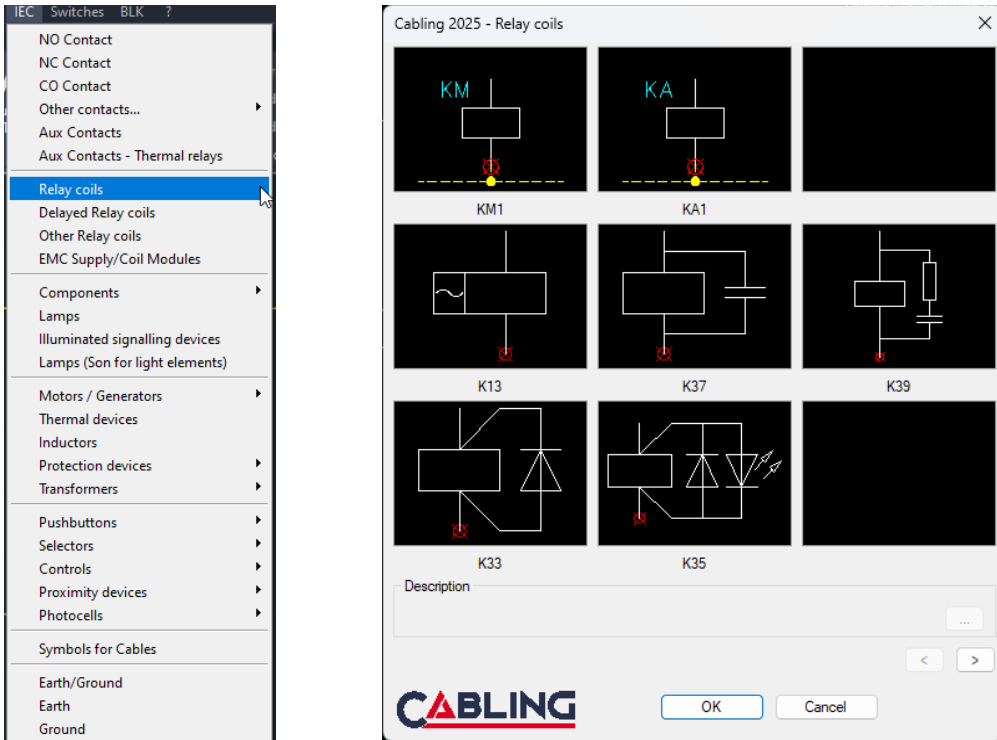 IEC Switches BLK ?
NO Contact
NC Contact
CO Contact
Other contacts...
Aux Contacts
Aux Contacts - Thermal relays
Relay coils
Delayed Relay coils
Other Relay coils
EMC Supply/Coil Modules
Components
Lamps
Illuminated signalling devices
Lamps (Son for light elements)
Motors / Generators
Thermal devices
Inductors
Protection devices
Transformers
Pushbuttons
Selectors
Controls
Proximity devices
Photocells
Symbols for Cables
Earth/Ground
Earth
Ground
Cabling 2025 - Relay coils
KM
KA
KM1
KA1
K13
K37
K39
K33
K35
Description
...
< >
CABLING
OK
Cancel